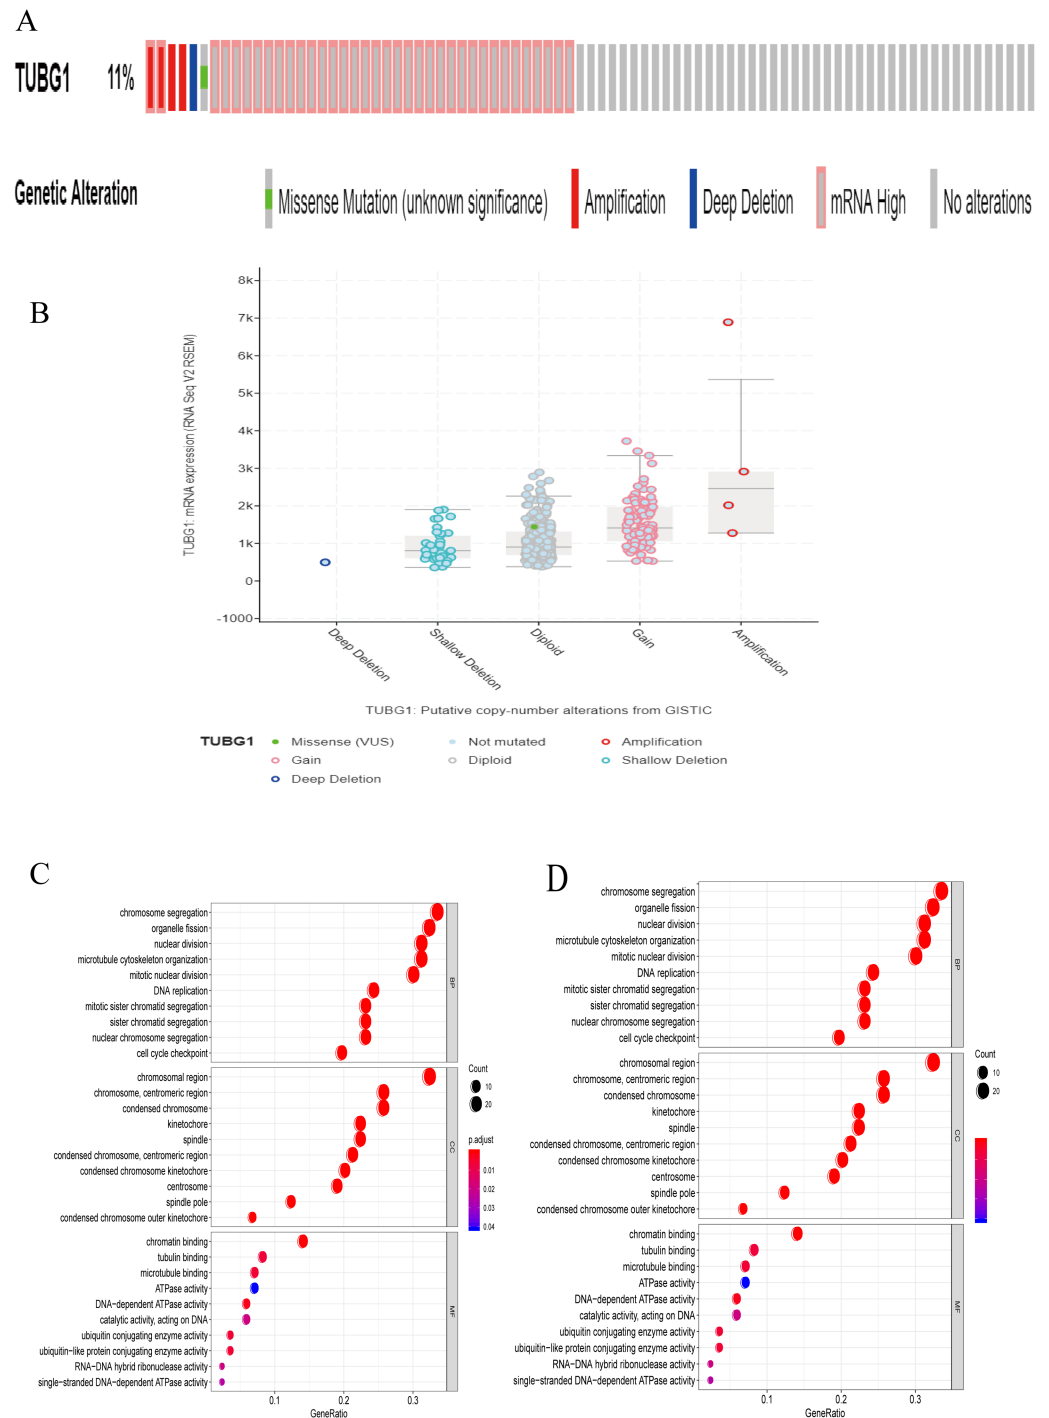 A
TUBG1 11%
Genetic Alteration
Missense Mutation (unknown significance) Amplification Deep Deletion mRNA High No alterations
B
TUBG1: mRNA expression (RNA Seq V2 RSEM)
8k
7k
6k
5k
4k
3k
2k
1k
0
-1000
Deep Deletion
Shallow Deletion
Diploid
Gain
Amplification
TUBG1: Putative copy-number alterations from GISTIC
TUBG1 Missense (VUS) Not mutated Amplification
Gain Diploid Shallow Deletion
Deep Deletion
C
chromosome segregation
organelle fission
nuclear division
microtubule cytoskeleton organization
mitotic nuclear division
DNA replication
mitotic sister chromatid segregation
sister chromatid segregation
nuclear chromosome segregation
cell cycle checkpoint
BP
chromosomal region
chromosome, centromeric region
condensed chromosome
kinetochore
spindle
condensed chromosome, centromeric region
condensed chromosome kinetochore
centrosome
spindle pole
condensed chromosome outer kinetochore
CC
chromatin binding
tubulin binding
microtubule binding
ATPase activity
DNA-dependent ATPase activity
catalytic activity, acting on DNA
ubiquitin conjugating enzyme activity
ubiquitin-like protein conjugating enzyme activity
RNA-DNA hybrid ribonuclease activity
single-stranded DNA-dependent ATPase activity
MF
0.1 0.2 0.3
GeneRatio
Count
10
20
p.adjust
0.01
0.02
0.03
0.04
D
chromosome segregation
organelle fission
nuclear division
microtubule cytoskeleton organization
mitotic nuclear division
DNA replication
mitotic sister chromatid segregation
sister chromatid segregation
nuclear chromosome segregation
cell cycle checkpoint
BP
chromosomal region
chromosome, centromeric region
condensed chromosome
kinetochore
spindle
condensed chromosome, centromeric region
condensed chromosome kinetochore
centrosome
spindle pole
condensed chromosome outer kinetochore
CC
chromatin binding
tubulin binding
microtubule binding
ATPase activity
DNA-dependent ATPase activity
catalytic activity, acting on DNA
ubiquitin conjugating enzyme activity
ubiquitin-like protein conjugating enzyme activity
RNA-DNA hybrid ribonuclease activity
single-stranded DNA-dependent ATPase activity
MF
0.1 0.2 0.3
GeneRatio
Count
10
20